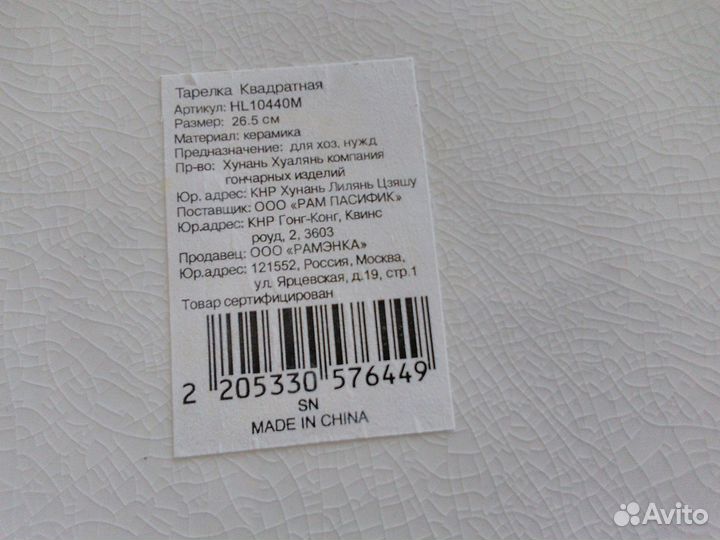 Тарелка Квадратная
Артикул: HL10440M
Размер: 26.5 см
Материал: керамика
Предназначение: для хоз. нужд
Пр-во: Хунань Хуалянь компания
гончарных изделий
Юр. адрес: КНР Хунань Лилянь Цзяшу
Поставщик: ООО «РАМ ПАСИФИК»
Юр.адрес: КНР Гонг-Конг, Квинс
роуд, 2, 3603
Продавец: ООО «РАМЭНКА»
Юр.адрес: 121552, Россия, Москва,
ул. Ярцевская, д.19, стр.1
Товар сертифицирован
2 205330 576449
SN
MADE IN CHINA
Avito